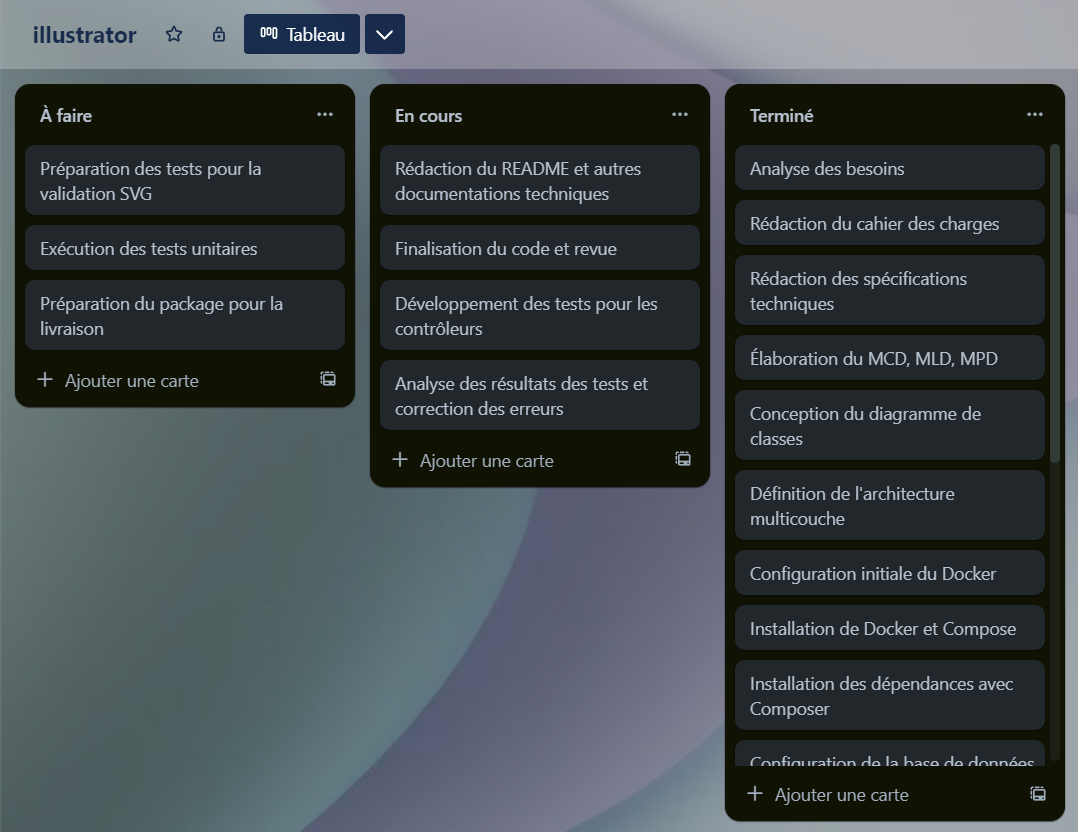 illustrator
Tableau
À faire
Préparation des tests pour la
validation SVG
Exécution des tests unitaires
Préparation du package pour la
livraison
Ajouter une carte
En cours
Rédaction du README et autres
documentations techniques
Finalisation du code et revue
Développement des tests pour les
contrôleurs
Analyse des résultats des tests et
correction des erreurs
Ajouter une carte
Terminé
Analyse des besoins
Rédaction du cahier des charges
Rédaction des spécifications
techniques
Élaboration du MCD, MLD, MPD
Conception du diagramme de
classes
Définition de l'architecture
multicouche
Configuration initiale du Docker
Installation de Docker et Compose
Installation des dépendances avec
Composer
Configuration de la base de données
Ajouter une carte